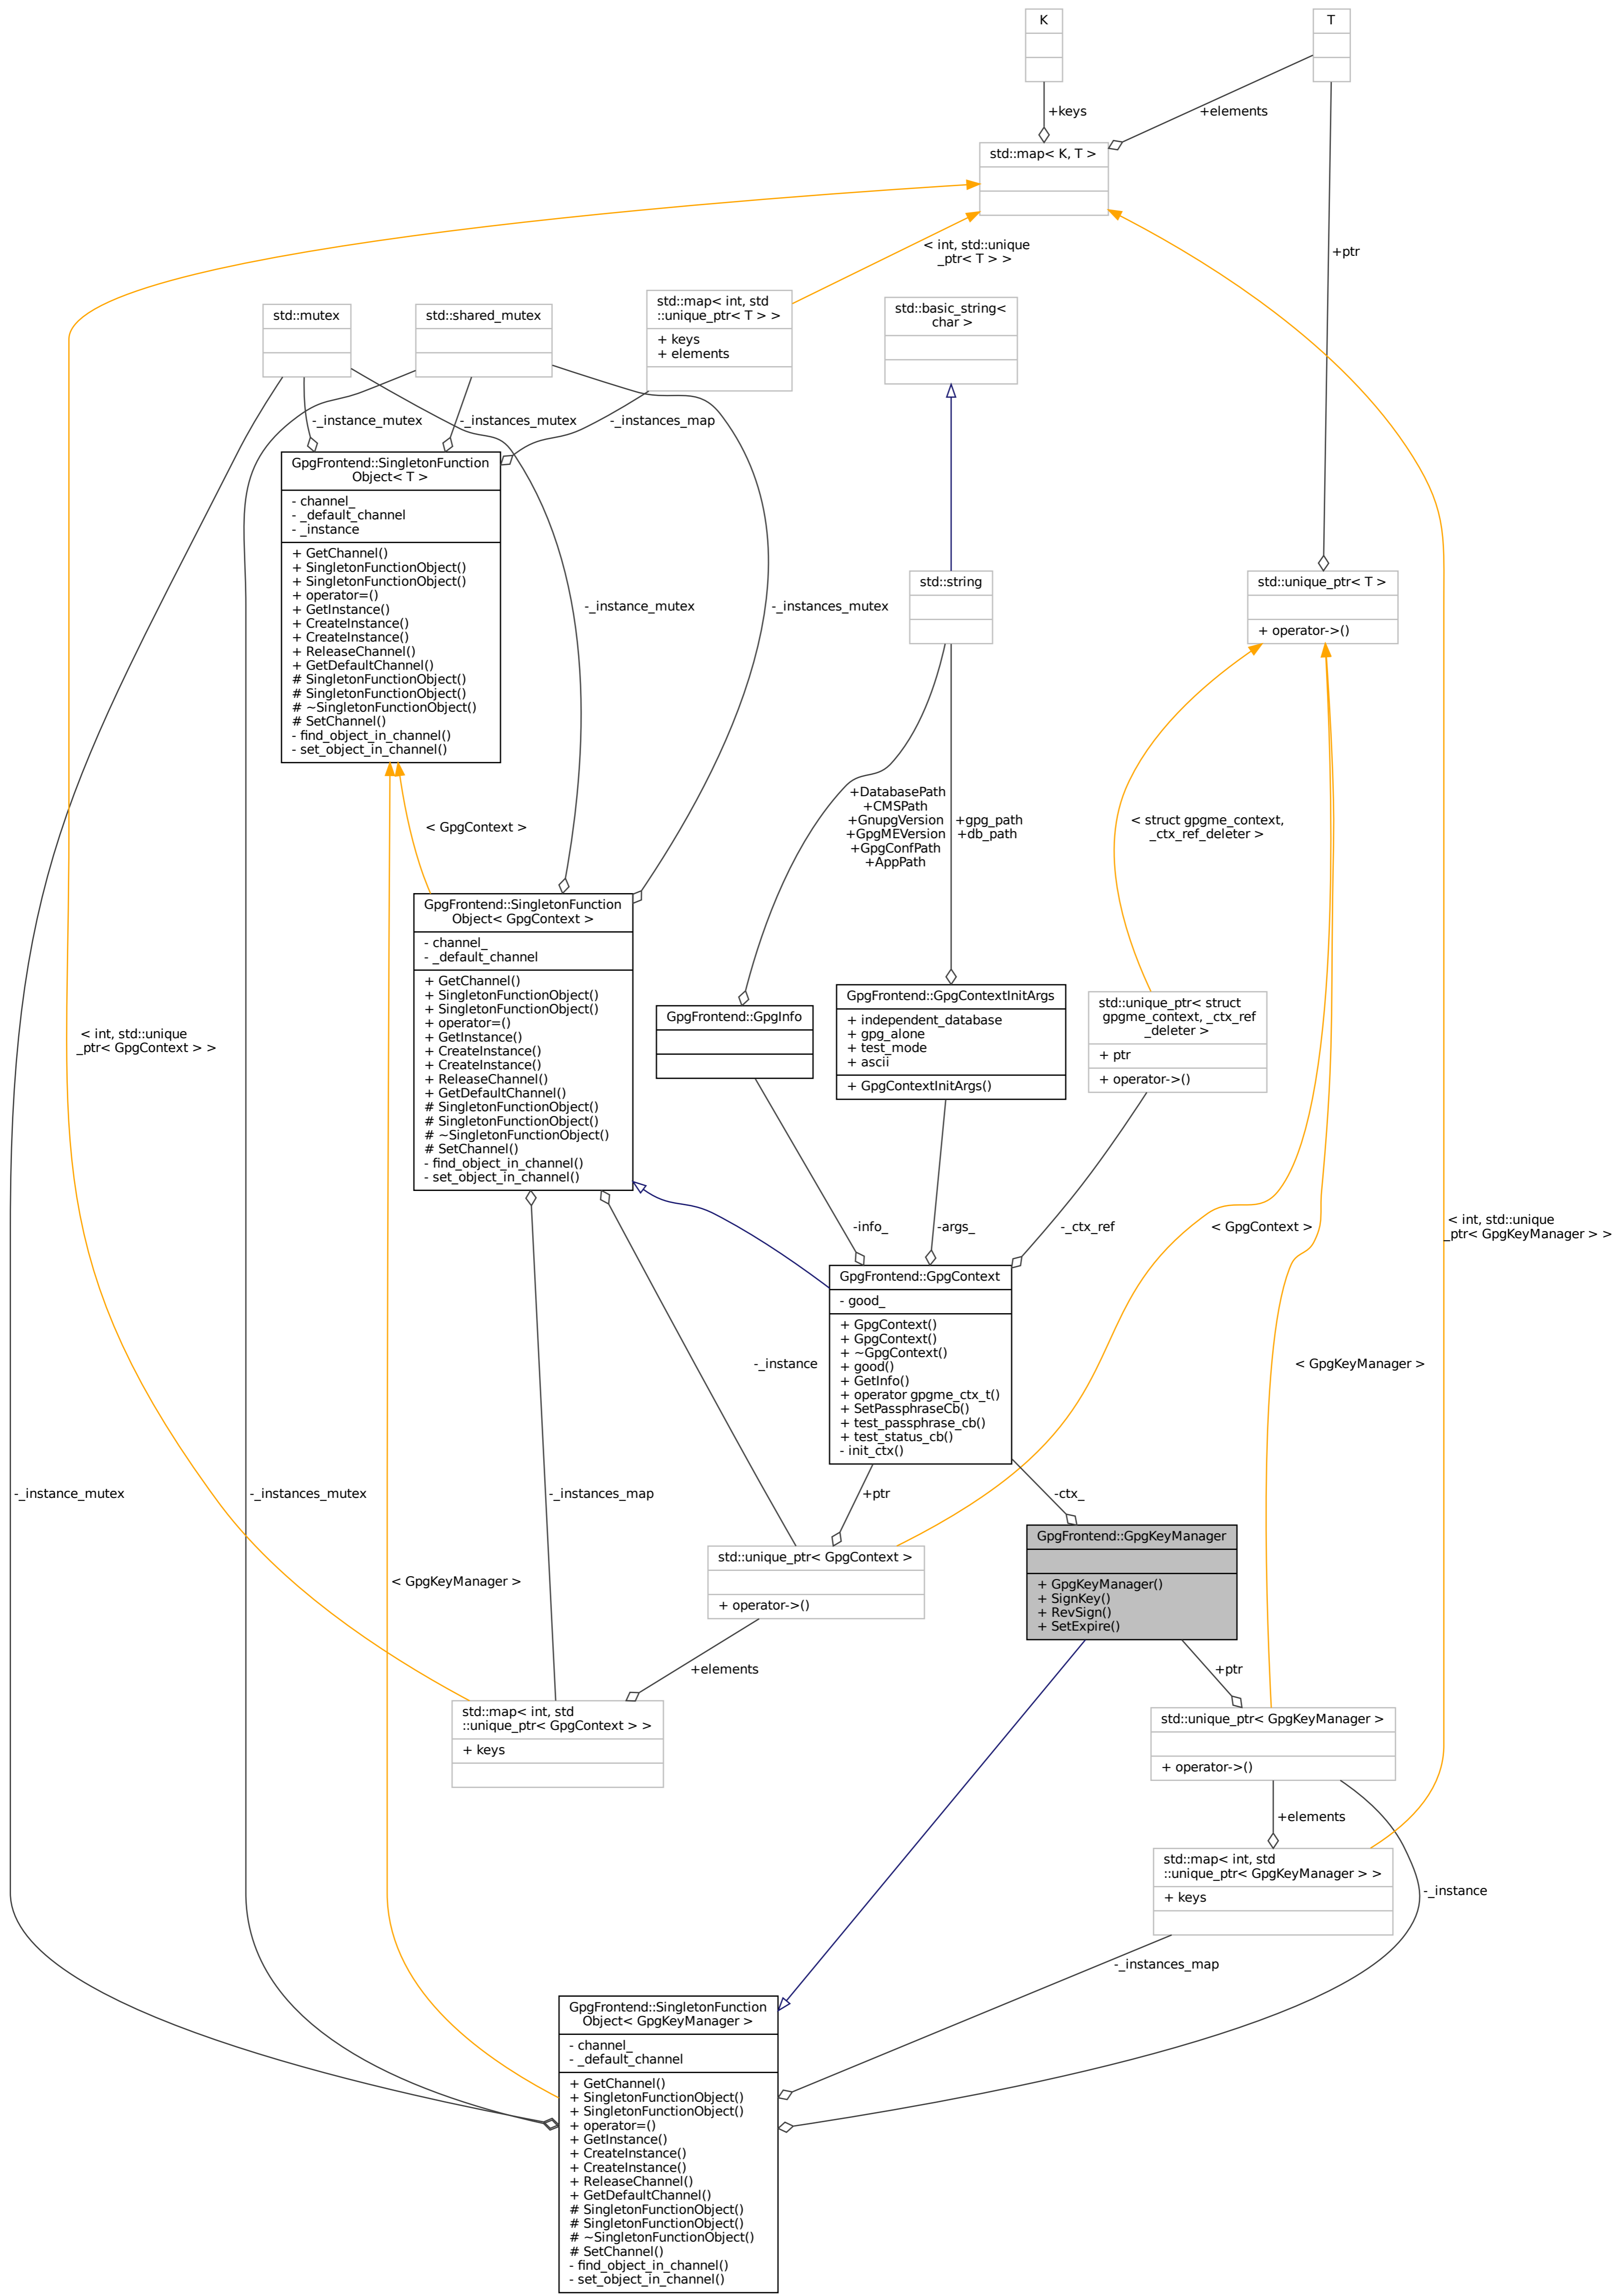 K
T
+keys
+elements
std::map< K, T >
+ptr
< int, std::unique
_ptr< T > >
std::mutex
std::shared_mutex
std::map< int, std
::unique_ptr< T > >
+ keys
+ elements
std::basic_string<
char >
-_instance_mutex
-_instances_mutex
-_instances_map
GpgFrontend::SingletonFunction
Object< T >
- channel_
- _default_channel
- _instance
+ GetChannel()
+ SingletonFunctionObject()
+ SingletonFunctionObject()
+ operator=()
+ GetInstance()
+ CreateInstance()
+ CreateInstance()
+ ReleaseChannel()
+ GetDefaultChannel()
# SingletonFunctionObject()
# SingletonFunctionObject()
# ~SingletonFunctionObject()
# SetChannel()
- find_object_in_channel()
- set_object_in_channel()
-_instance_mutex
-_instances_mutex
std::string
std::unique_ptr< T >
+ operator->()
< GpgContext >
+DatabasePath
+CMSPath
+GnupgVersion
+GpgMEVersion
+GpgConfPath
+AppPath
+gpg_path
+db_path
< struct gpgme_context,
_ctx_ref_deleter >
GpgFrontend::SingletonFunction
Object< GpgContext >
- channel_
- _default_channel
+ GetChannel()
+ SingletonFunctionObject()
+ SingletonFunctionObject()
+ operator=()
+ GetInstance()
+ CreateInstance()
+ CreateInstance()
+ ReleaseChannel()
+ GetDefaultChannel()
# SingletonFunctionObject()
# SingletonFunctionObject()
# ~SingletonFunctionObject()
# SetChannel()
- find_object_in_channel()
- set_object_in_channel()
GpgFrontend::GpgInfo
GpgFrontend::GpgContextInitArgs
+ independent_database
+ gpg_alone
+ test_mode
+ ascii
+ GpgContextInitArgs()
std::unique_ptr< struct
gpgme_context, _ctx_ref
_deleter >
+ ptr
+ operator->()
< int, std::unique
_ptr< GpgContext > >
-info_
-args_
-_ctx_ref
< GpgContext >
< int, std::unique
_ptr< GpgKeyManager > >
GpgFrontend::GpgContext
- good_
+ GpgContext()
+ GpgContext()
+ ~GpgContext()
+ good()
+ GetInfo()
+ operator gpgme_ctx_t()
+ SetPassphraseCb()
+ test_passphrase_cb()
+ test_status_cb()
- init_ctx()
-_instance
< GpgKeyManager >
-_instance_mutex
-_instances_mutex
-_instances_map
+ptr
-ctx_
GpgFrontend::GpgKeyManager
+ GpgKeyManager()
+ SignKey()
+ RevSign()
+ SetExpire()
std::unique_ptr< GpgContext >
+ operator->()
< GpgKeyManager >
+elements
+ptr
std::map< int, std
::unique_ptr< GpgContext > >
+ keys
std::unique_ptr< GpgKeyManager >
+ operator->()
+elements
std::map< int, std
::unique_ptr< GpgKeyManager > >
+ keys
-_instance
-_instances_map
GpgFrontend::SingletonFunction
Object< GpgKeyManager >
- channel_
- _default_channel
+ GetChannel()
+ SingletonFunctionObject()
+ SingletonFunctionObject()
+ operator=()
+ GetInstance()
+ CreateInstance()
+ CreateInstance()
+ ReleaseChannel()
+ GetDefaultChannel()
# SingletonFunctionObject()
# SingletonFunctionObject()
# ~SingletonFunctionObject()
# SetChannel()
- find_object_in_channel()
- set_object_in_channel()